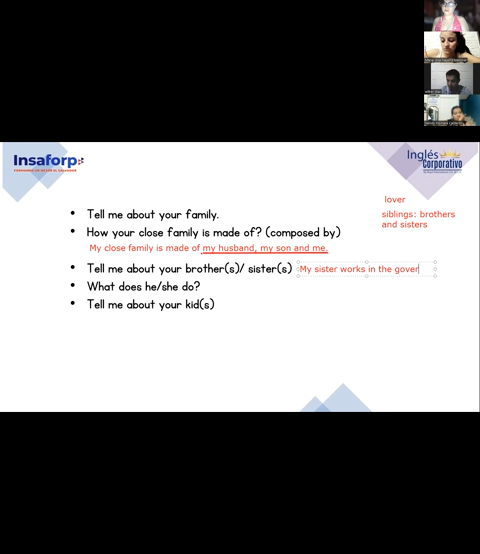 Insaforp
Inglés
Corporativo
lover
siblings: brothers
and sisters
• Tell me about your family.
• How your close family is made of? (composed by)
My close family is made of my husband, my son and me.
• Tell me about your brother(s)/ sister(s) My sister works in the gover
• What does he/she do?
• Tell me about your kid(s)